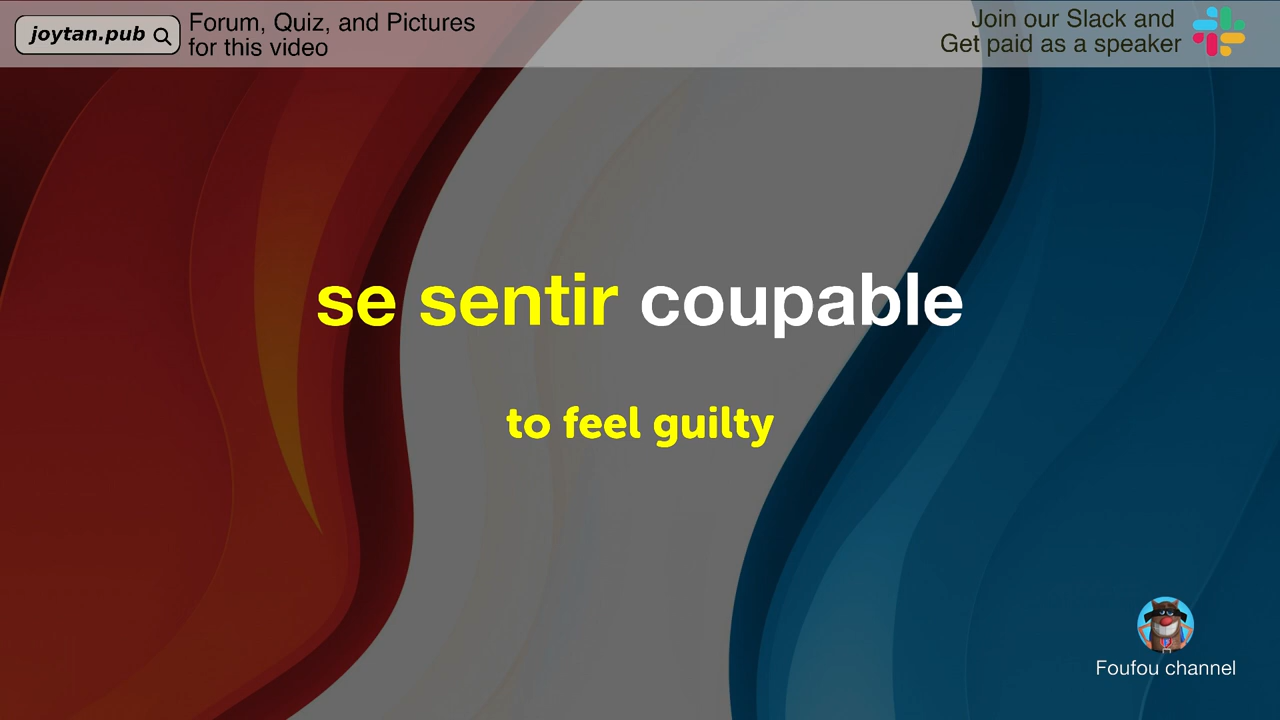 joytan.pub
Forum, Quiz, and Pictures
for this video
Join our Slack and
Get paid as a speaker
se sentir coupable
to feel guilty
Foufou channel